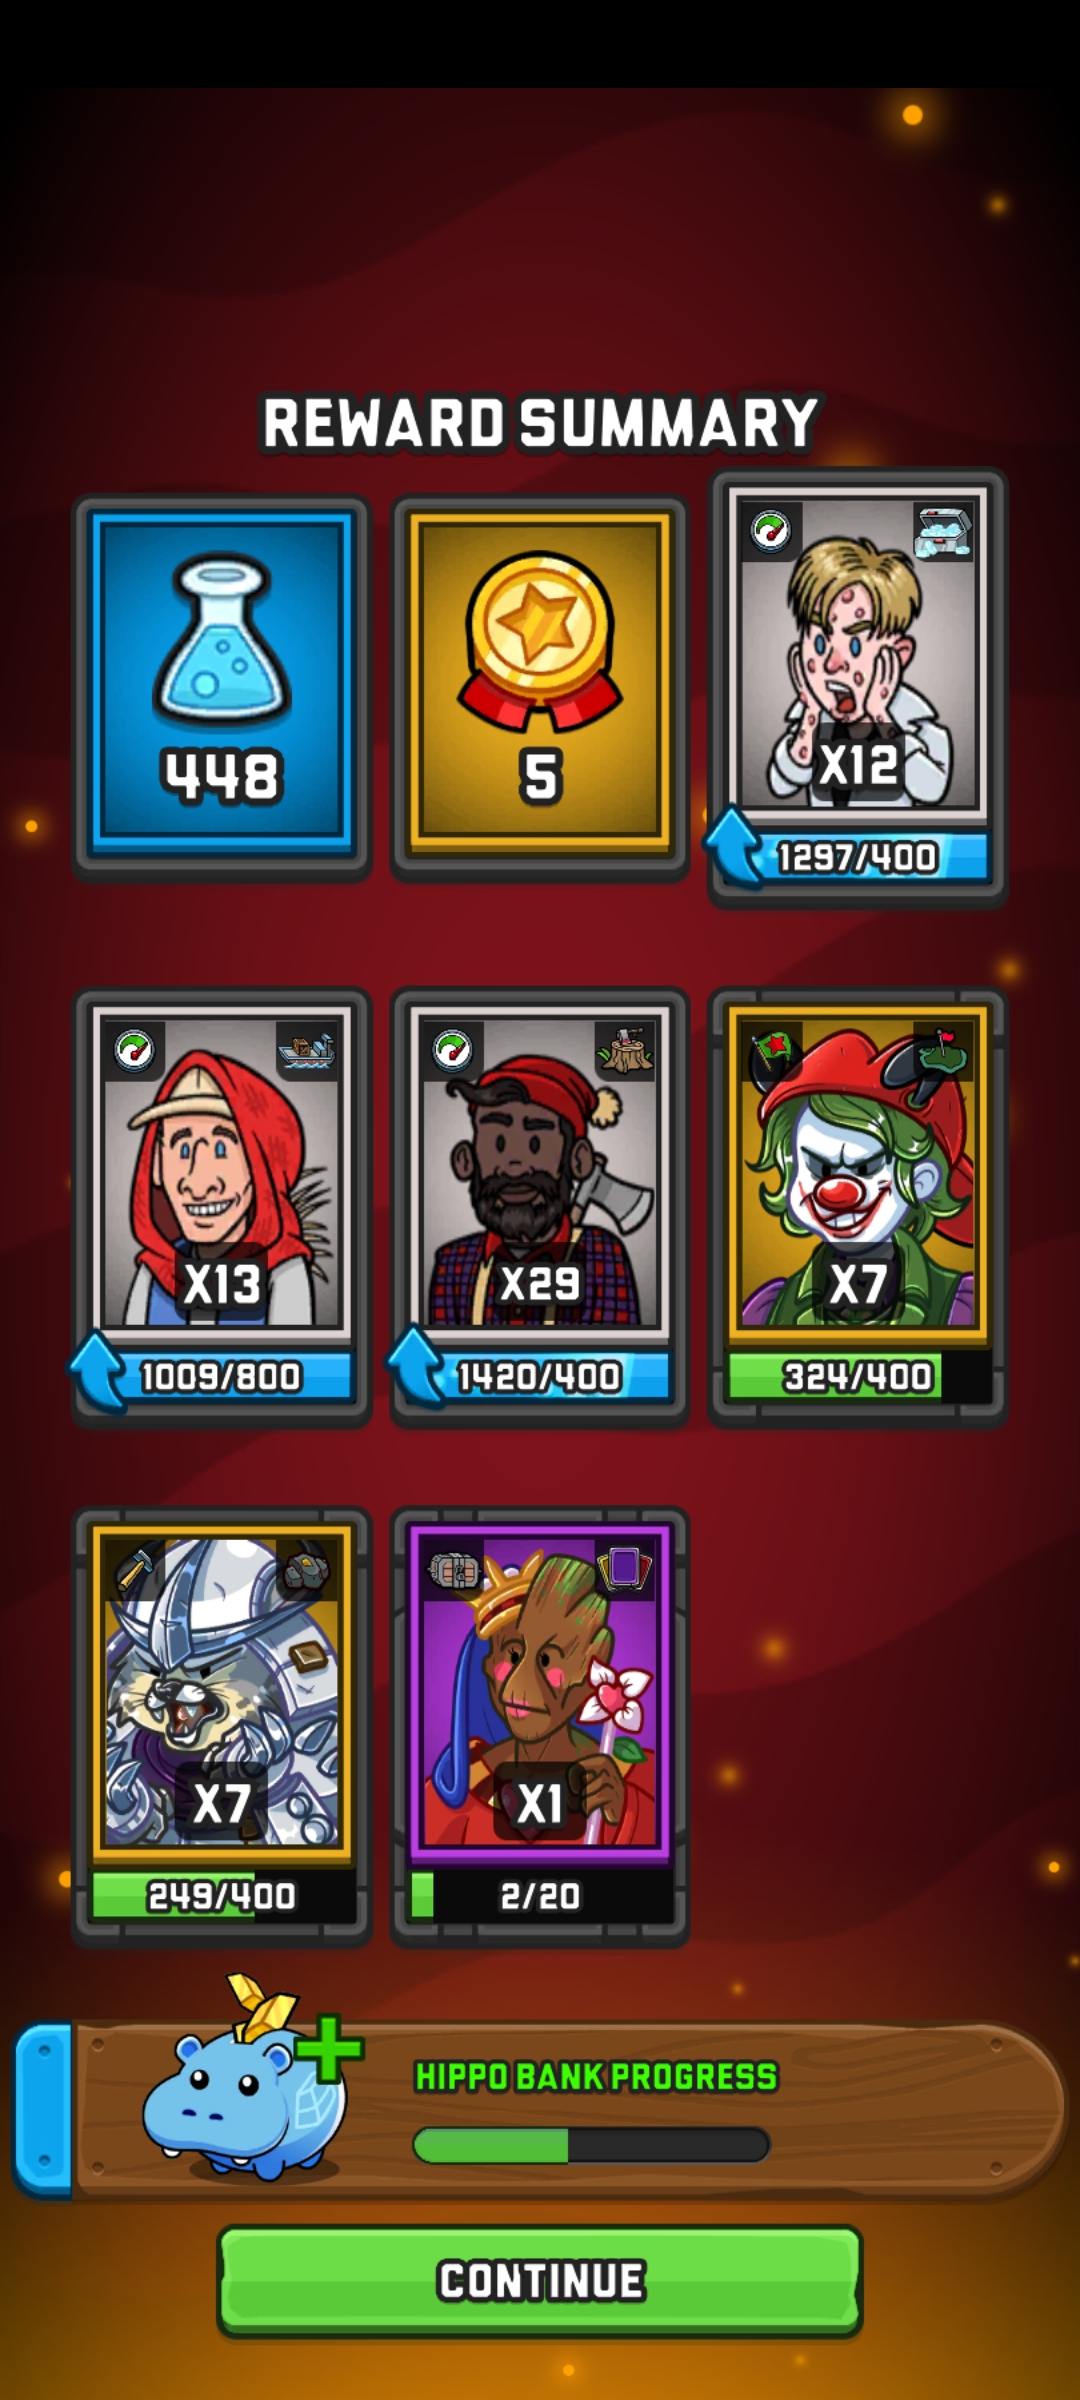 REWARD SUMMARY
448
5
X12
1297/400
X13
1009/800
X29
1420/400
X7
324/400
X7
249/400
X1
2/20
HIPPO BANK PROGRESS
CONTINUE